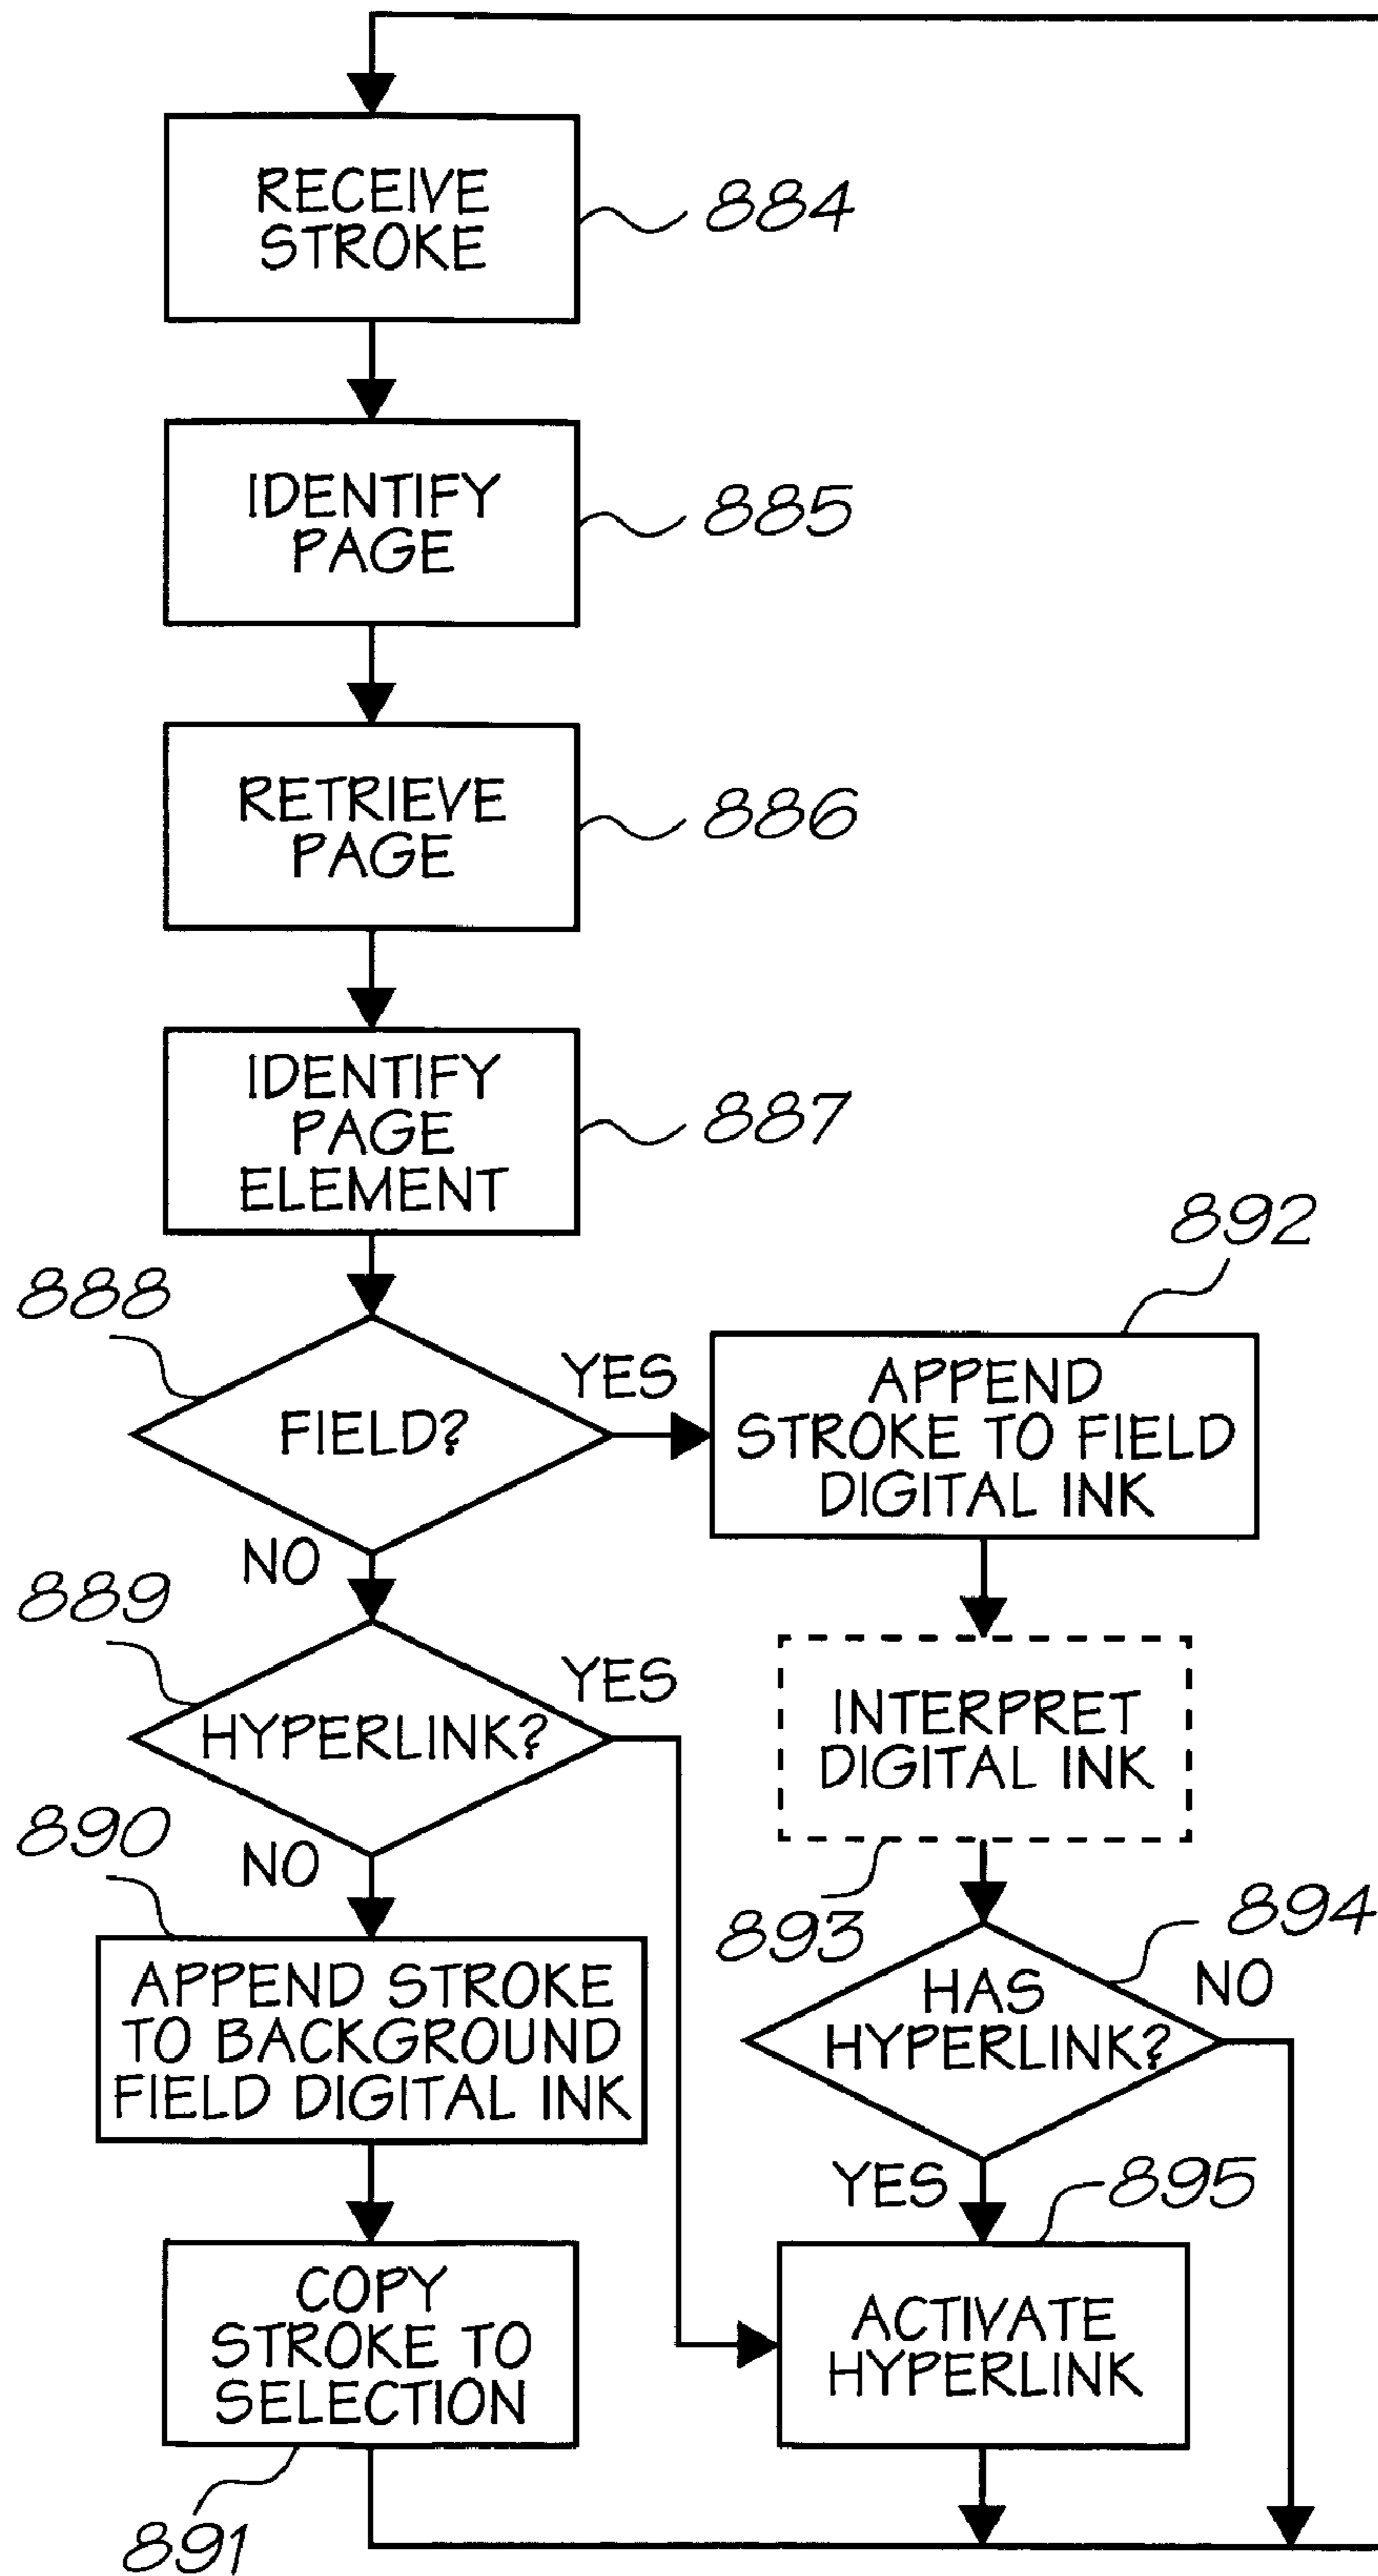 RECEIVE
STROKE
884
IDENTIFY
PAGE
885
RETRIEVE
PAGE
886
IDENTIFY
PAGE
ELEMENT
887
888
FIELD?
YES
NO
892
APPEND
STROKE TO FIELD
DIGITAL INK
889
HYPERLINK?
YES
NO
INTERPRET
DIGITAL INK
893
890
APPEND STROKE
TO BACKGROUND
FIELD DIGITAL INK
894
HAS
HYPERLINK?
NO
YES
895
COPY
STROKE TO
SELECTION
891
ACTIVATE
HYPERLINK